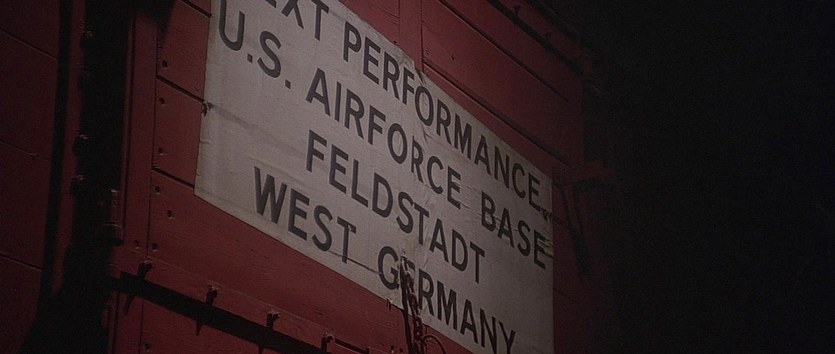 EXT PERFORMANCE
U.S. AIRFORCE BASE
FELDSTADT
WEST GERMANY